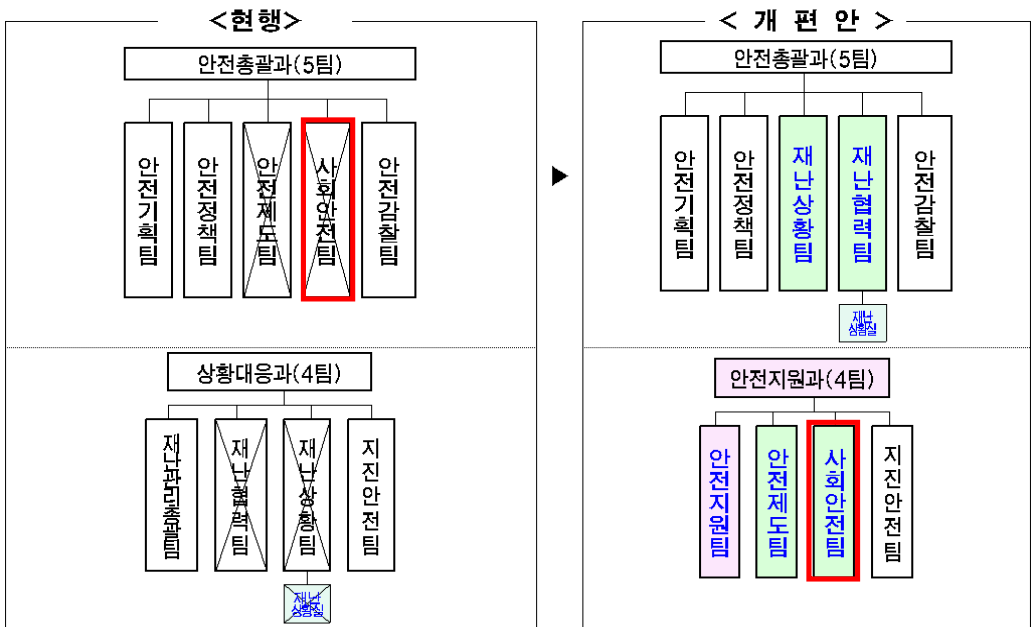 <현행>
안전총괄과(5팀)
안전기획팀
안전정책팀
안전제도팀
사회안전팀
안전감찰팀
상황대응과(4팀)
재난관리총괄팀
재난협력팀
재난상황팀
지진안전팀
재난
상황실
▶
< 개 편 안 >
안전총괄과(5팀)
안전기획팀
안전정책팀
재난상황팀
재난협력팀
안전감찰팀
재난
상황실
안전지원과(4팀)
안전지원팀
안전제도팀
사회안전팀
지진안전팀